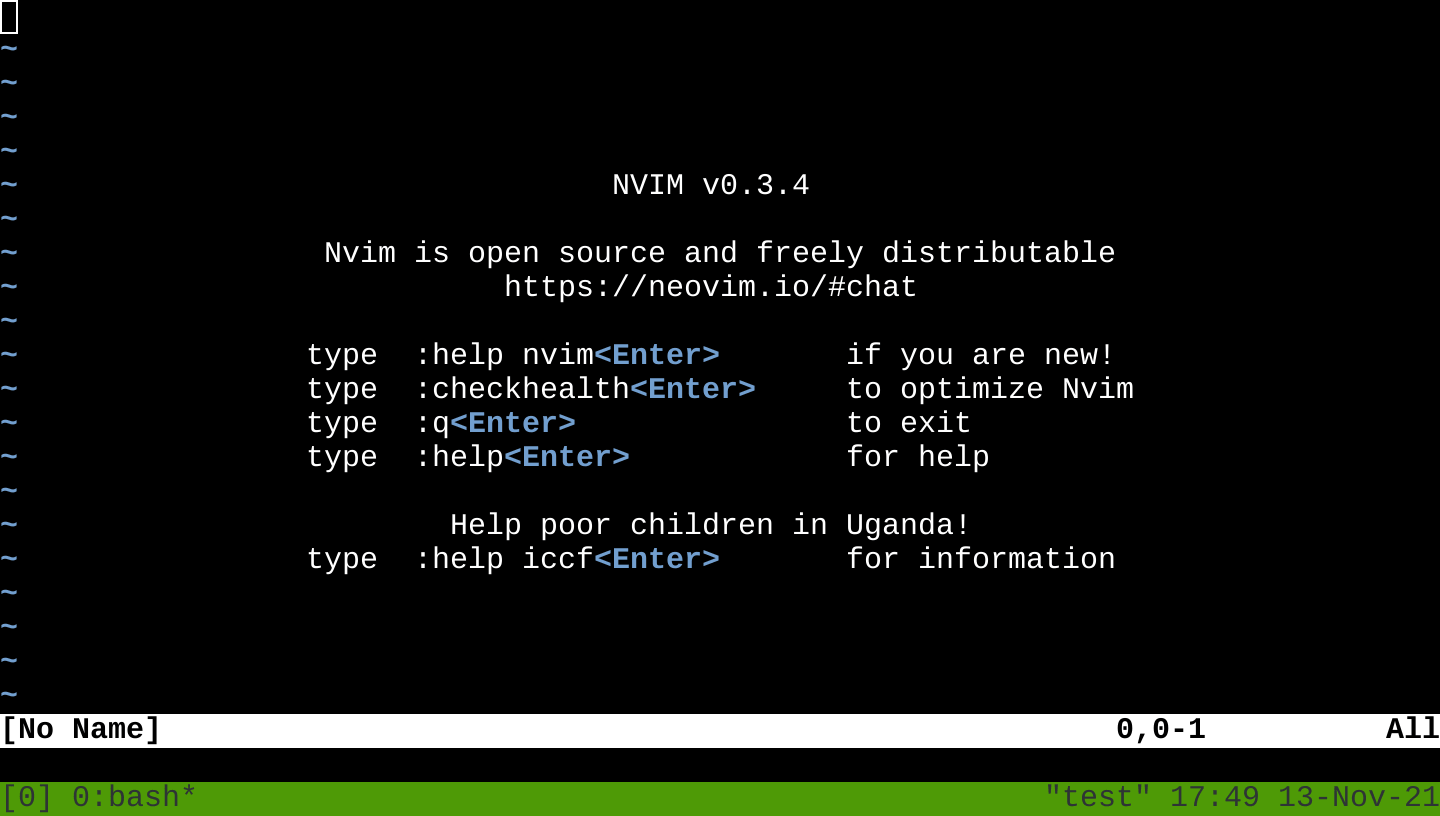 ~
~
~
~
~ NVIM v0.3.4
~
~ Nvim is open source and freely distributable
~ https://neovim.io/#chat
~
~ type  :help nvim<Enter>       if you are new!
~ type  :checkhealth<Enter>     to optimize Nvim
~ type  :q<Enter>               to exit
~ type  :help<Enter>            for help
~
~ Help poor children in Uganda!
~ type  :help iccf<Enter>       for information
~
~
~
~
[No Name] 0,0-1 All
[0] 0:bash* "test" 17:49 13-Nov-21